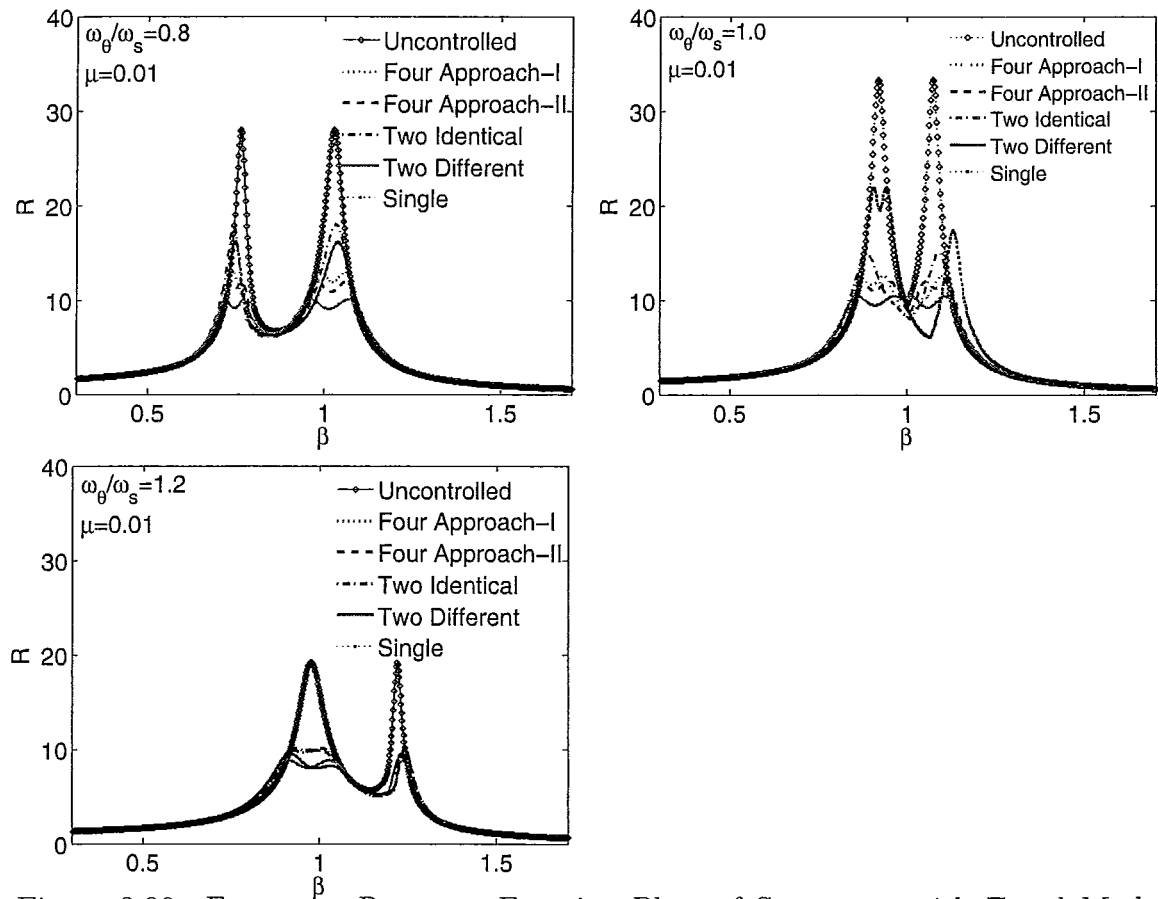 40
30
20
10
0
R
0.5
1
1.5
β
ω_θ/ω_s=0.8
μ=0.01
Uncontrolled
Four Approach-I
Four Approach-II
Two Identical
Two Different
Single
40
30
20
10
0
R
0.5
1
1.5
β
ω_θ/ω_s=1.0
μ=0.01
Uncontrolled
Four Approach-I
Four Approach-II
Two Identical
Two Different
Single
40
30
20
10
0
R
0.5
1
1.5
β
ω_θ/ω_s=1.2
μ=0.01
Uncontrolled
Four Approach-I
Four Approach-II
Two Identical
Two Different
Single